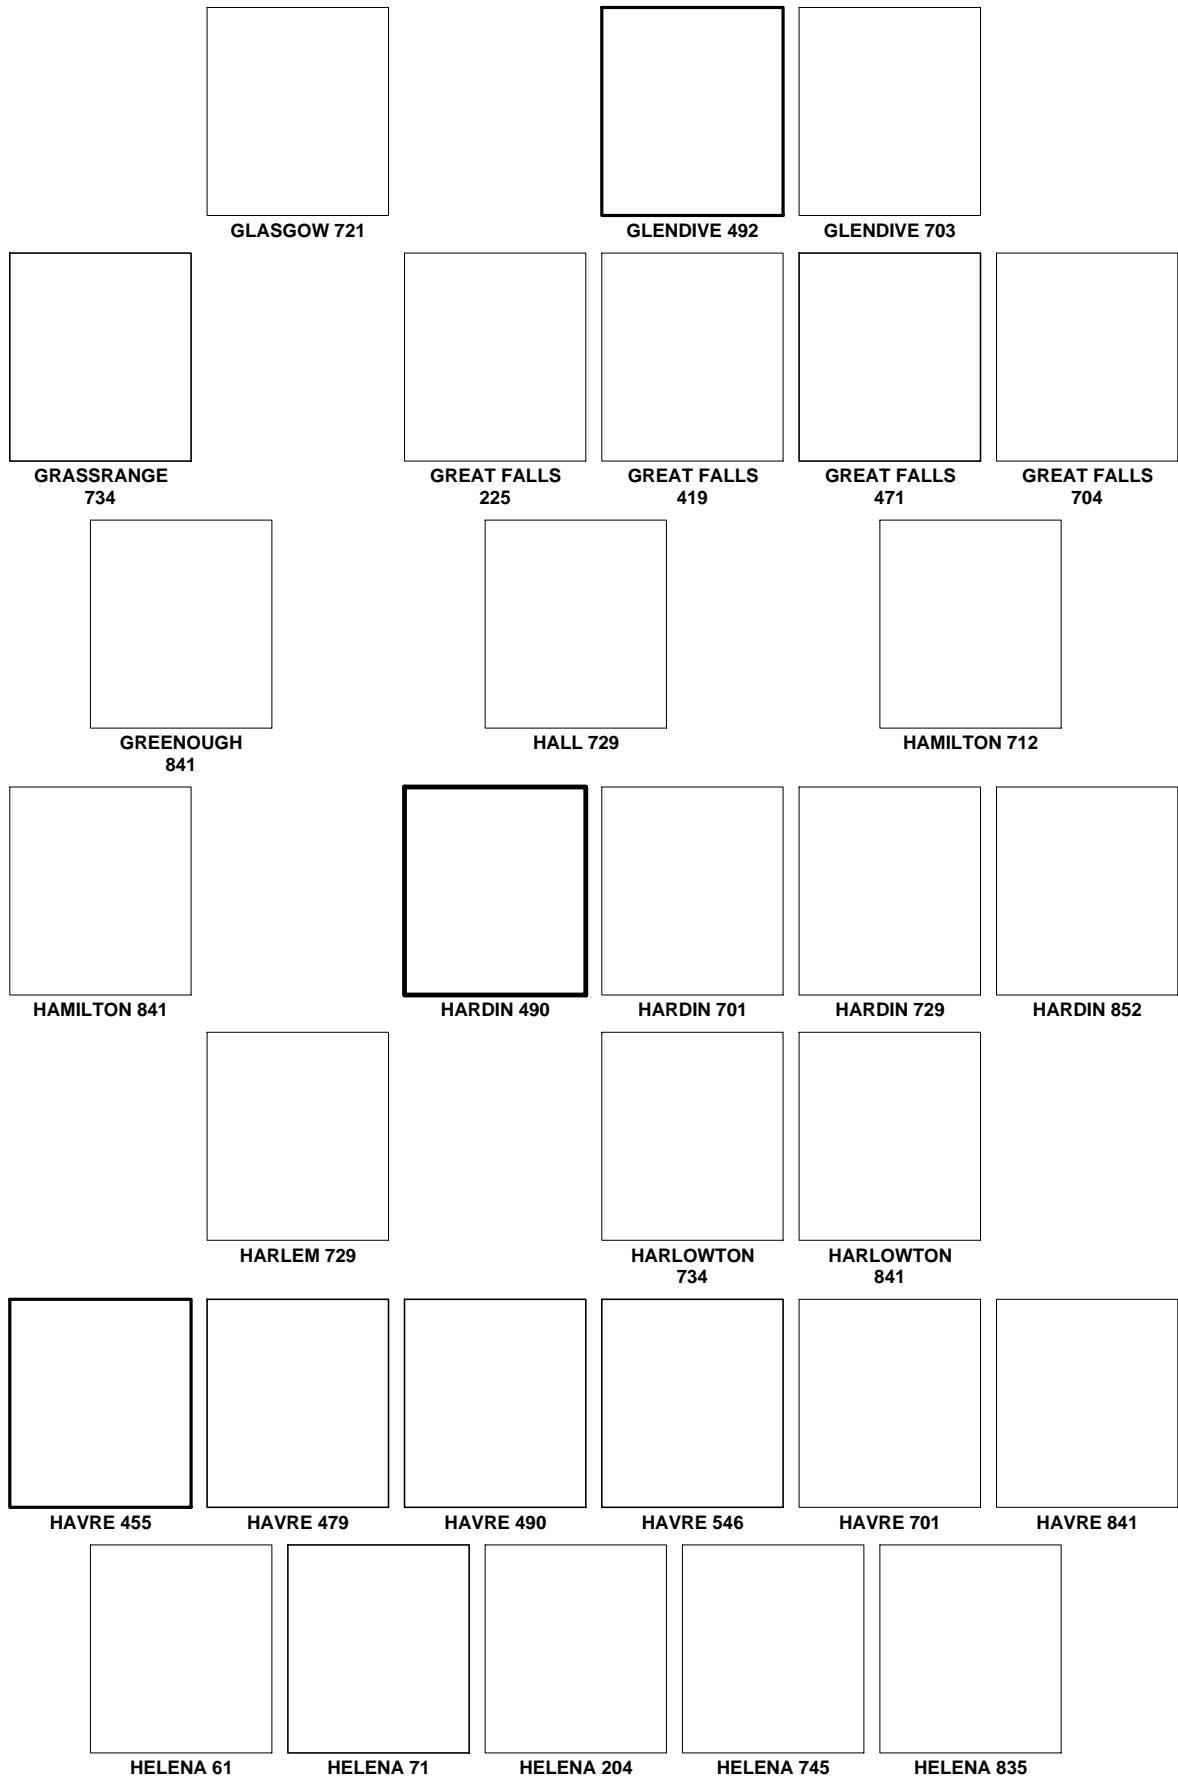 GLASGOW 721
GLENDIVE 492
GLENDIVE 703
GRASSRANGE
734
GREAT FALLS
225
GREAT FALLS
419
GREAT FALLS
471
GREAT FALLS
704
GREENOUGH
841
HALL 729
HAMILTON 712
HAMILTON 841
HARDIN 490
HARDIN 701
HARDIN 729
HARDIN 852
HARLEM 729
HARLOWTON
734
HARLOWTON
841
HAVRE 455
HAVRE 479
HAVRE 490
HAVRE 546
HAVRE 701
HAVRE 841
HELENA 61
HELENA 71
HELENA 204
HELENA 745
HELENA 835